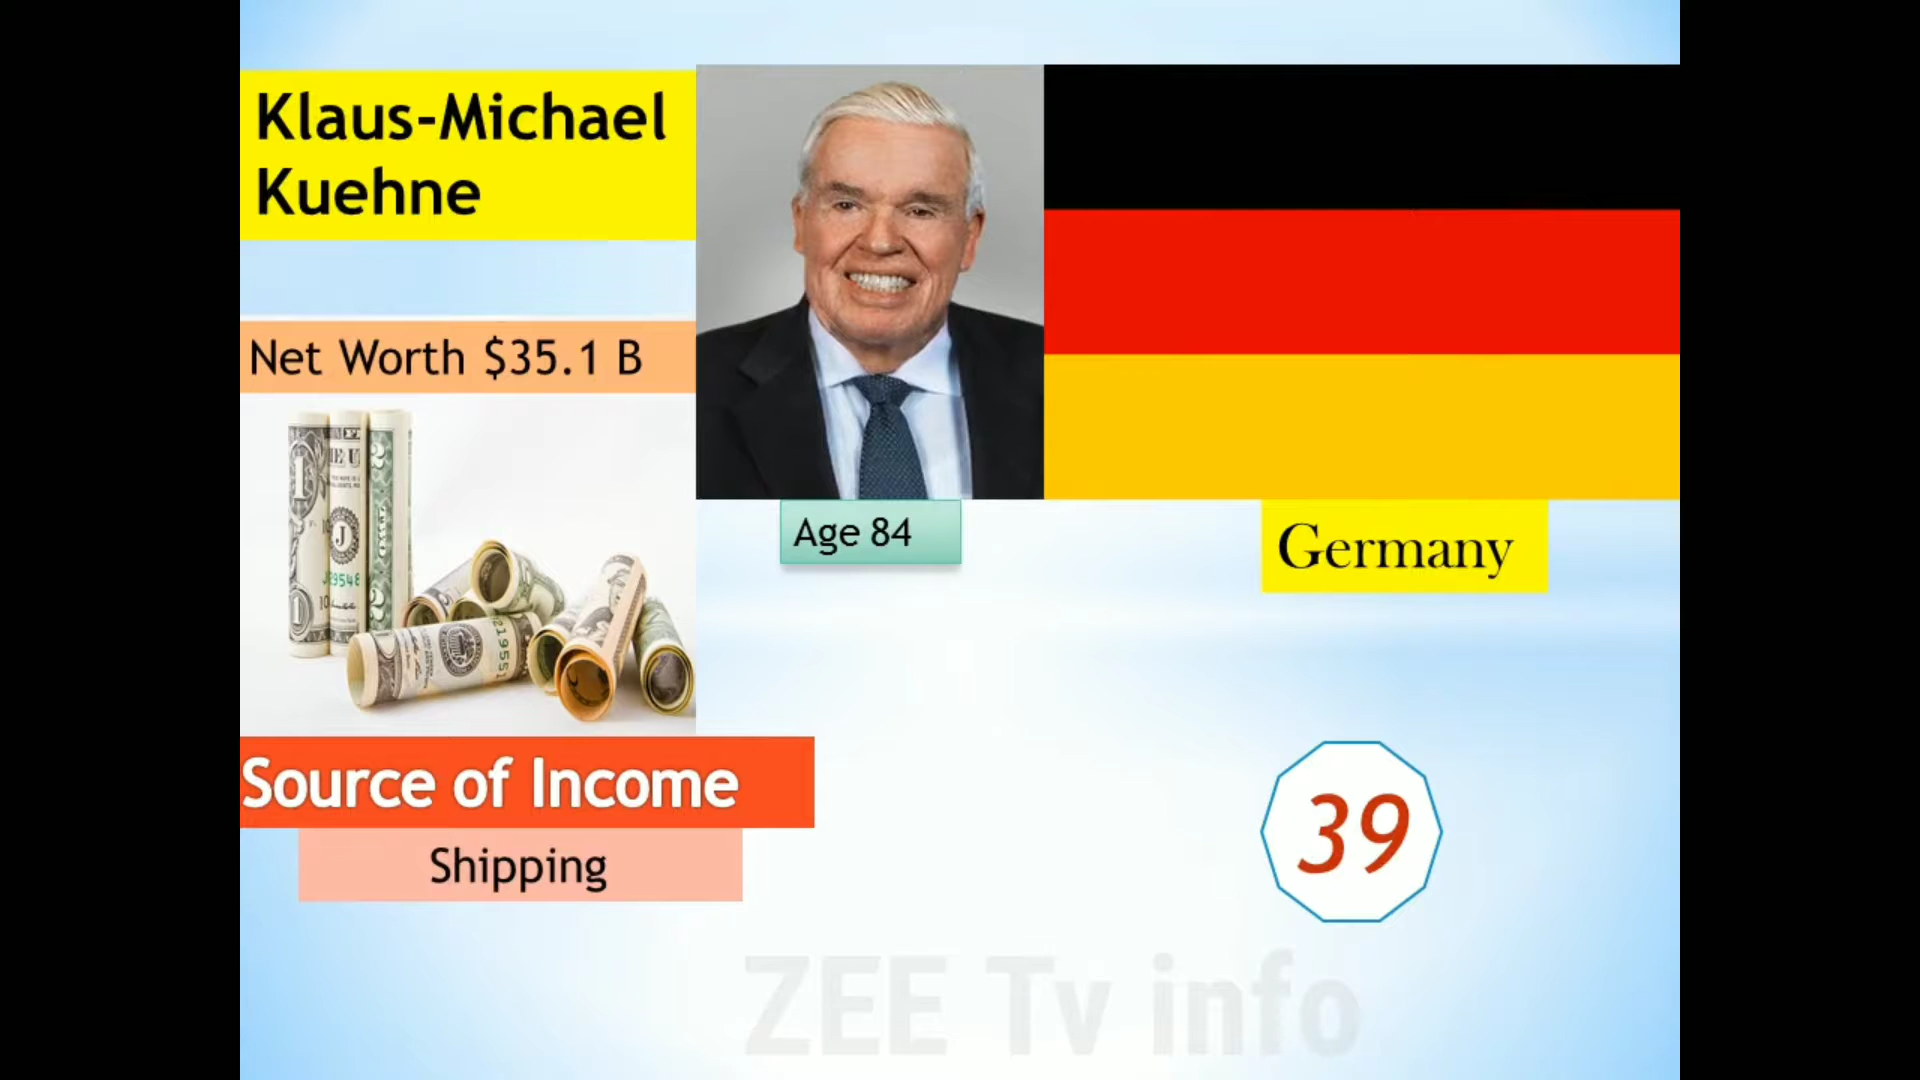 Klaus-Michael
Kuehne
Net Worth $35.1 B
Age 84
Germany
Source of Income
Shipping
39
ZEE Tv info